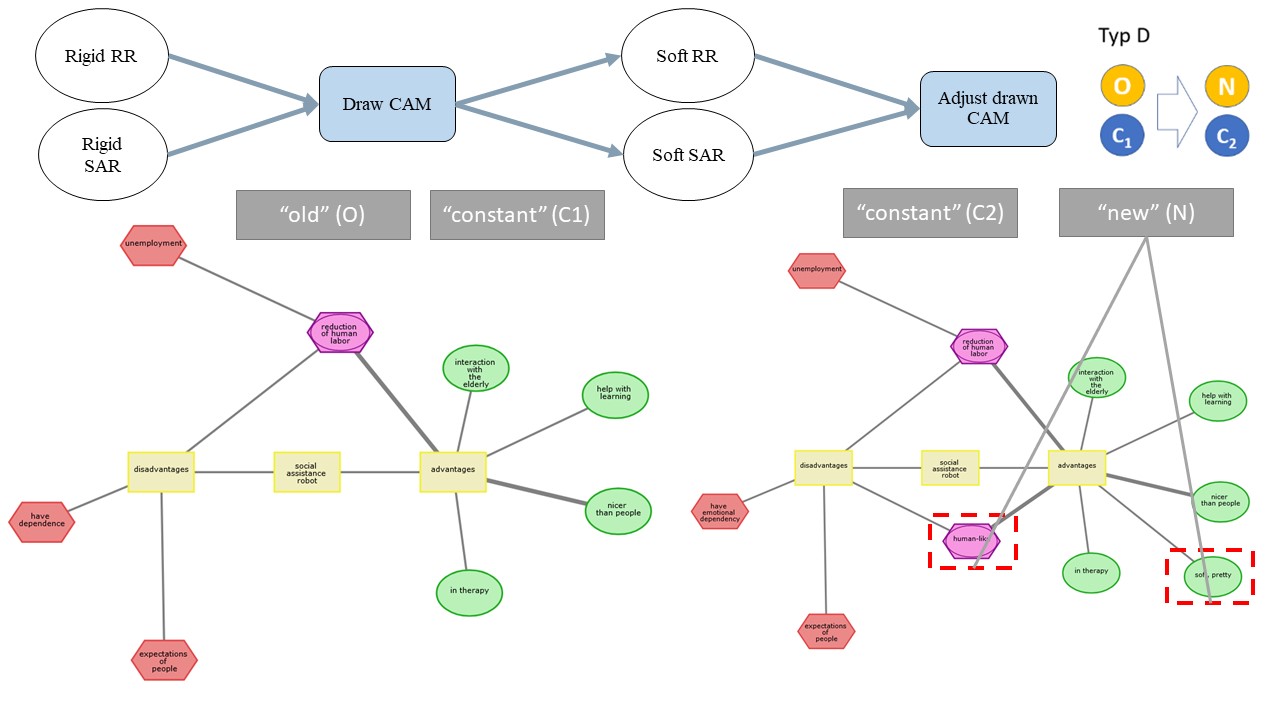 Rigid RR
Rigid
SAR
Draw CAM
Soft RR
Soft SAR
Adjust drawn
CAM
Typ D
O
N
C1
C2
“old” (O)
“constant” (C1)
“constant” (C2)
“new” (N)
unemployment
reduction
of human
labor
interaction
with
the
elderly
help with
learning
disadvantages
social
assistance
robot
advantages
have
dependence
nicer
than people
in therapy
expectations
of
people
unemployment
reduction
of human
labor
interaction
with
the
elderly
help with
learning
disadvantages
social
assistance
robot
advantages
have
emotional
dependency
nicer
than people
human-like
in therapy
soft, pretty
expectations
of
people